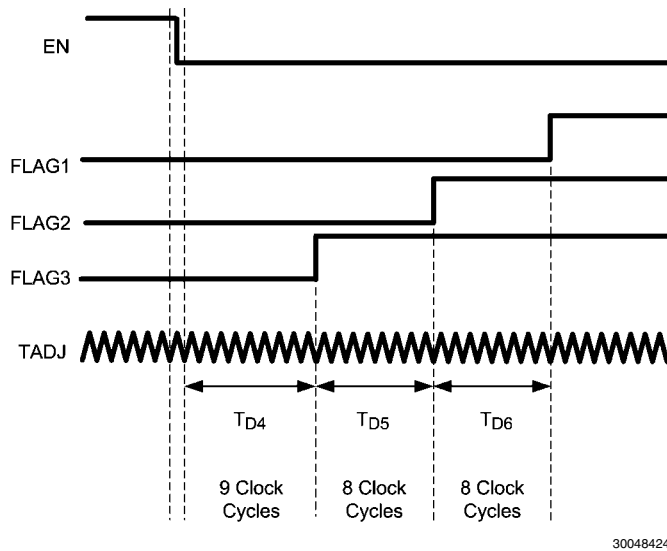 EN
FLAG1
FLAG2
FLAG3
TADJ
TD4 TD5 TD6
9 Clock 8 Clock 8 Clock
Cycles Cycles Cycles
30048424